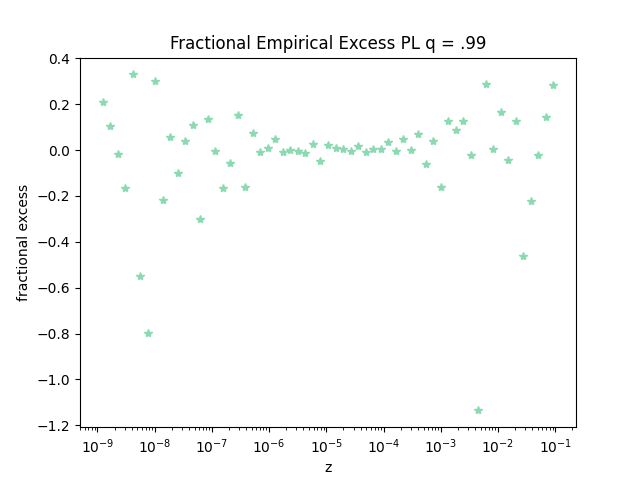 Fractional Empirical Excess PL q = .99
fractional excess
0.4
0.2
0.0
−0.2
−0.4
−0.6
−0.8
−1.0
−1.2
10⁻⁹ 10⁻⁸ 10⁻⁷ 10⁻⁶ 10⁻⁵ 10⁻⁴ 10⁻³ 10⁻² 10⁻¹
z